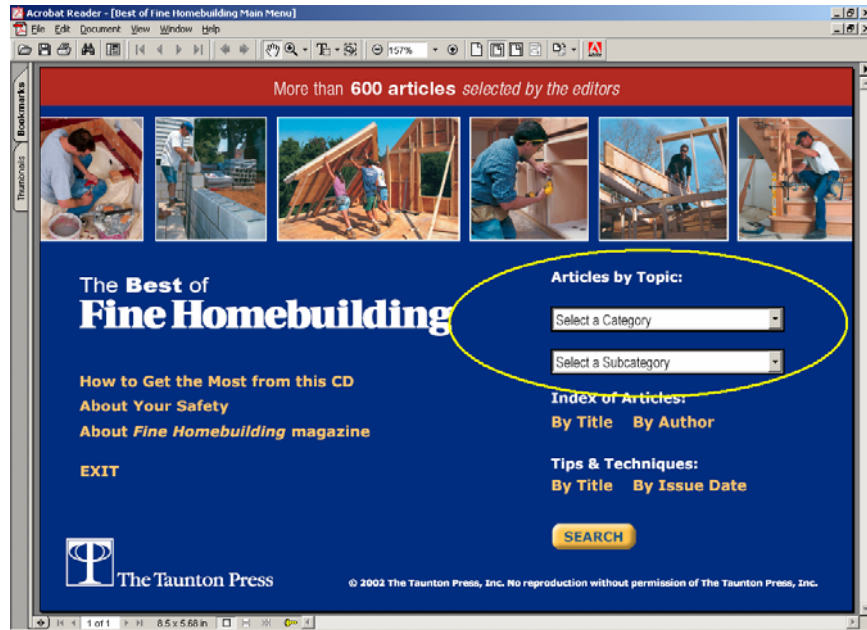 Acrobat Reader - [Best of Fine Homebuilding Main Menu]
File Edit Document View Window Help
157%
Bookmarks
Thumbnails
More than 600 articles selected by the editors
The Best of
Fine Homebuilding
How to Get the Most from this CD
About Your Safety
About Fine Homebuilding magazine
EXIT
Articles by Topic:
Select a Category
Select a Subcategory
Index of Articles:
By Title By Author
Tips & Techniques:
By Title By Issue Date
SEARCH
The Taunton Press
© 2002 The Taunton Press, Inc. No reproduction without permission of The Taunton Press, Inc.
1 of 1 8.5 x 5.68 in